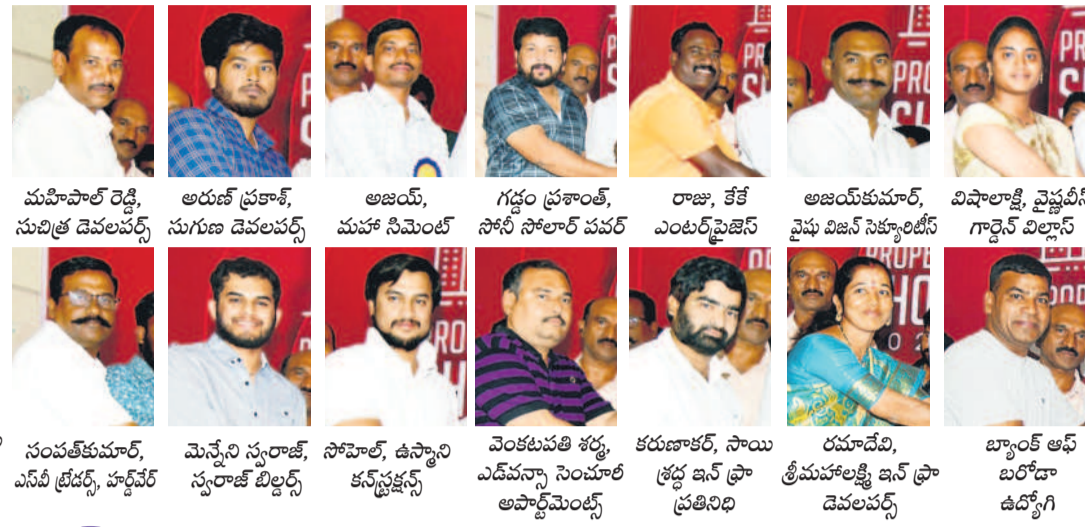 మహిపాల్ రెడ్డి,
సుచిత్ర డెవలపర్స్
అరుణ్ ప్రకాశ్,
సుగుణ డెవలపర్స్
అజయ్,
మహా సిమెంట్
గడ్డం ప్రశాంత్,
సోనీ సోలార్ పవర్
రాజు, కేకే
ఎంటర్‌ప్రైజెస్
అజయ్‌కుమార్,
వైషు విజన్ సెక్యూరిటీస్
విషాలాక్షి, వైష్ణవీస్
గార్డెన్ విల్లాస్
సంపత్‌కుమార్,
ఎస్‌వీ ట్రేడర్స్, హర్డ్‌వేర్
మెన్నేని స్వరాజ్,
స్వరాజ్ బిల్డర్స్
సోహెల్, ఉస్మాని
కన్‌స్ట్రక్షన్స్
వెంకటపతి శర్మ,
ఎడ్‌వన్సా సెంచూరీ
అపార్ట్‌మెంట్స్
కరుణాకర్, సాయి
శ్రద్ధ ఇన్ ఫ్రా
ప్రతినిధి
రమాదేవి,
శ్రీమహాలక్ష్మి ఇన్ ఫ్రా
డెవలపర్స్
బ్యాంక్ ఆఫ్
బరోడా
ఉద్యోగి